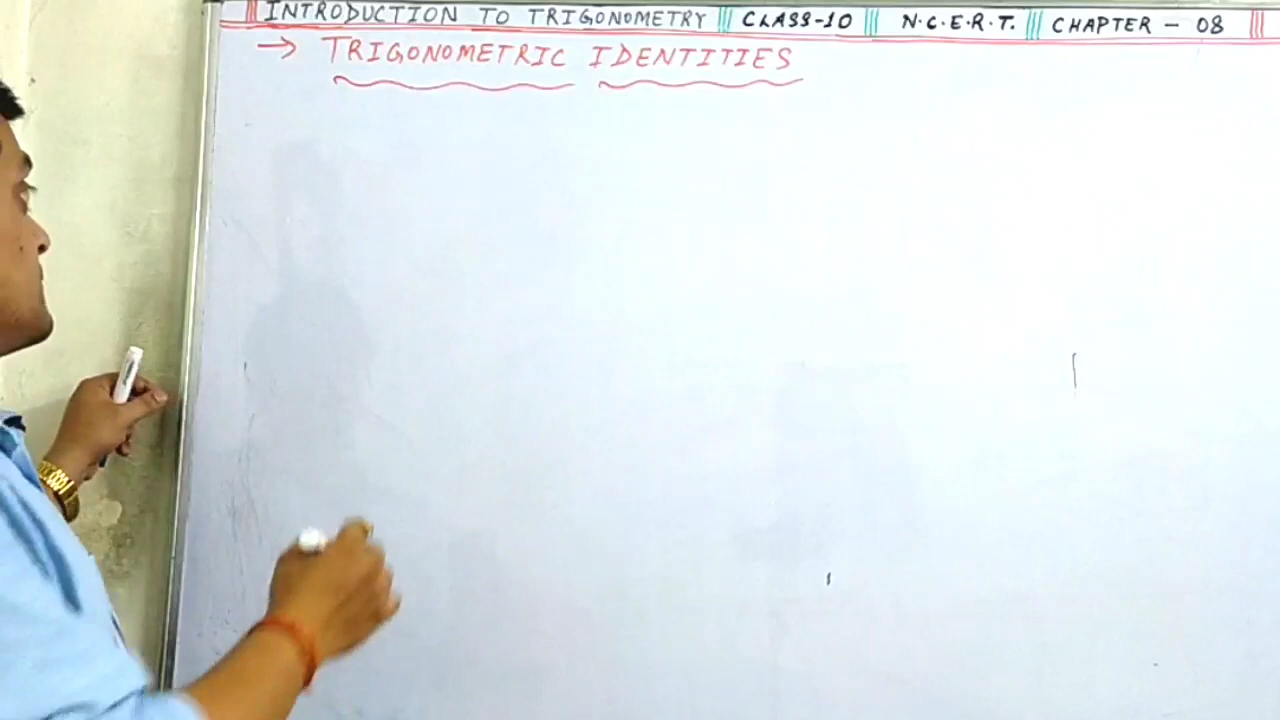 INTRODUCTION TO TRIGONOMETRY ||| CLASS-10 ||| N.C.E.R.T. ||| CHAPTER - 08 |||
→ TRIGONOMETRIC IDENTITIES